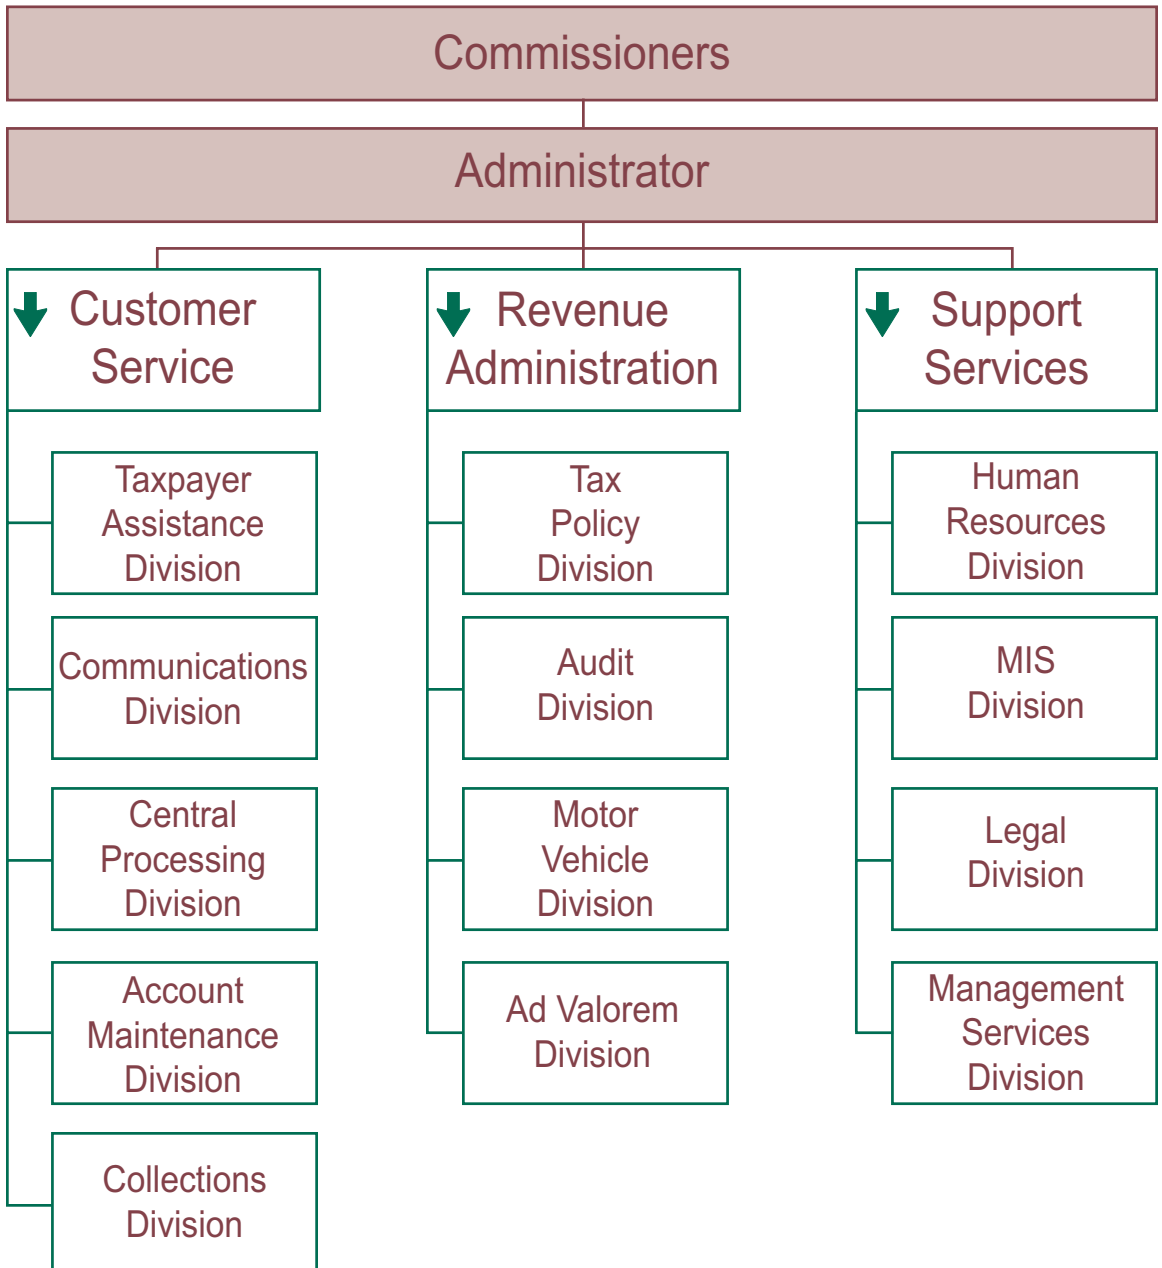 Commissioners
Administrator
Customer
Service
Taxpayer
Assistance
Division
Communications
Division
Central
Processing
Division
Account
Maintenance
Division
Collections
Division
Revenue
Administration
Tax
Policy
Division
Audit
Division
Motor
Vehicle
Division
Ad Valorem
Division
Support
Services
Human
Resources
Division
MIS
Division
Legal
Division
Management
Services
Division